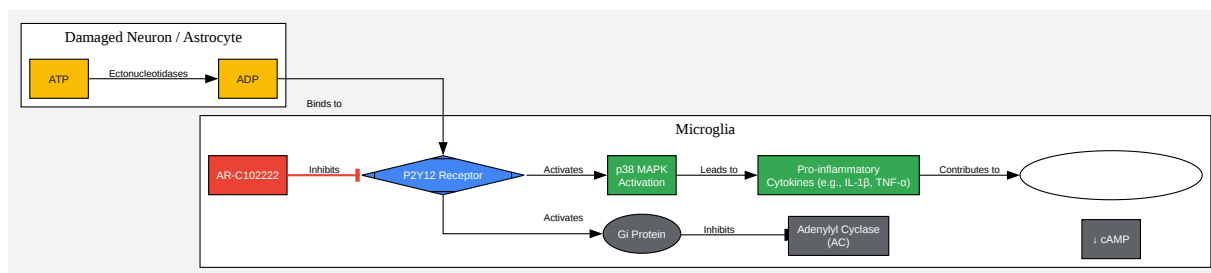 Damaged Neuron / Astrocyte
ATP
Ectonucleotidases
ADP
Binds to
Microglia
AR-C102222
Inhibits
P2Y12 Receptor
Activates
p38 MAPK
Activation
Leads to
Pro-inflammatory
Cytokines (e.g., IL-1β, TNF-α)
Contributes to
Activates
Gi Protein
Inhibits
Adenylyl Cyclase
(AC)
↓ cAMP